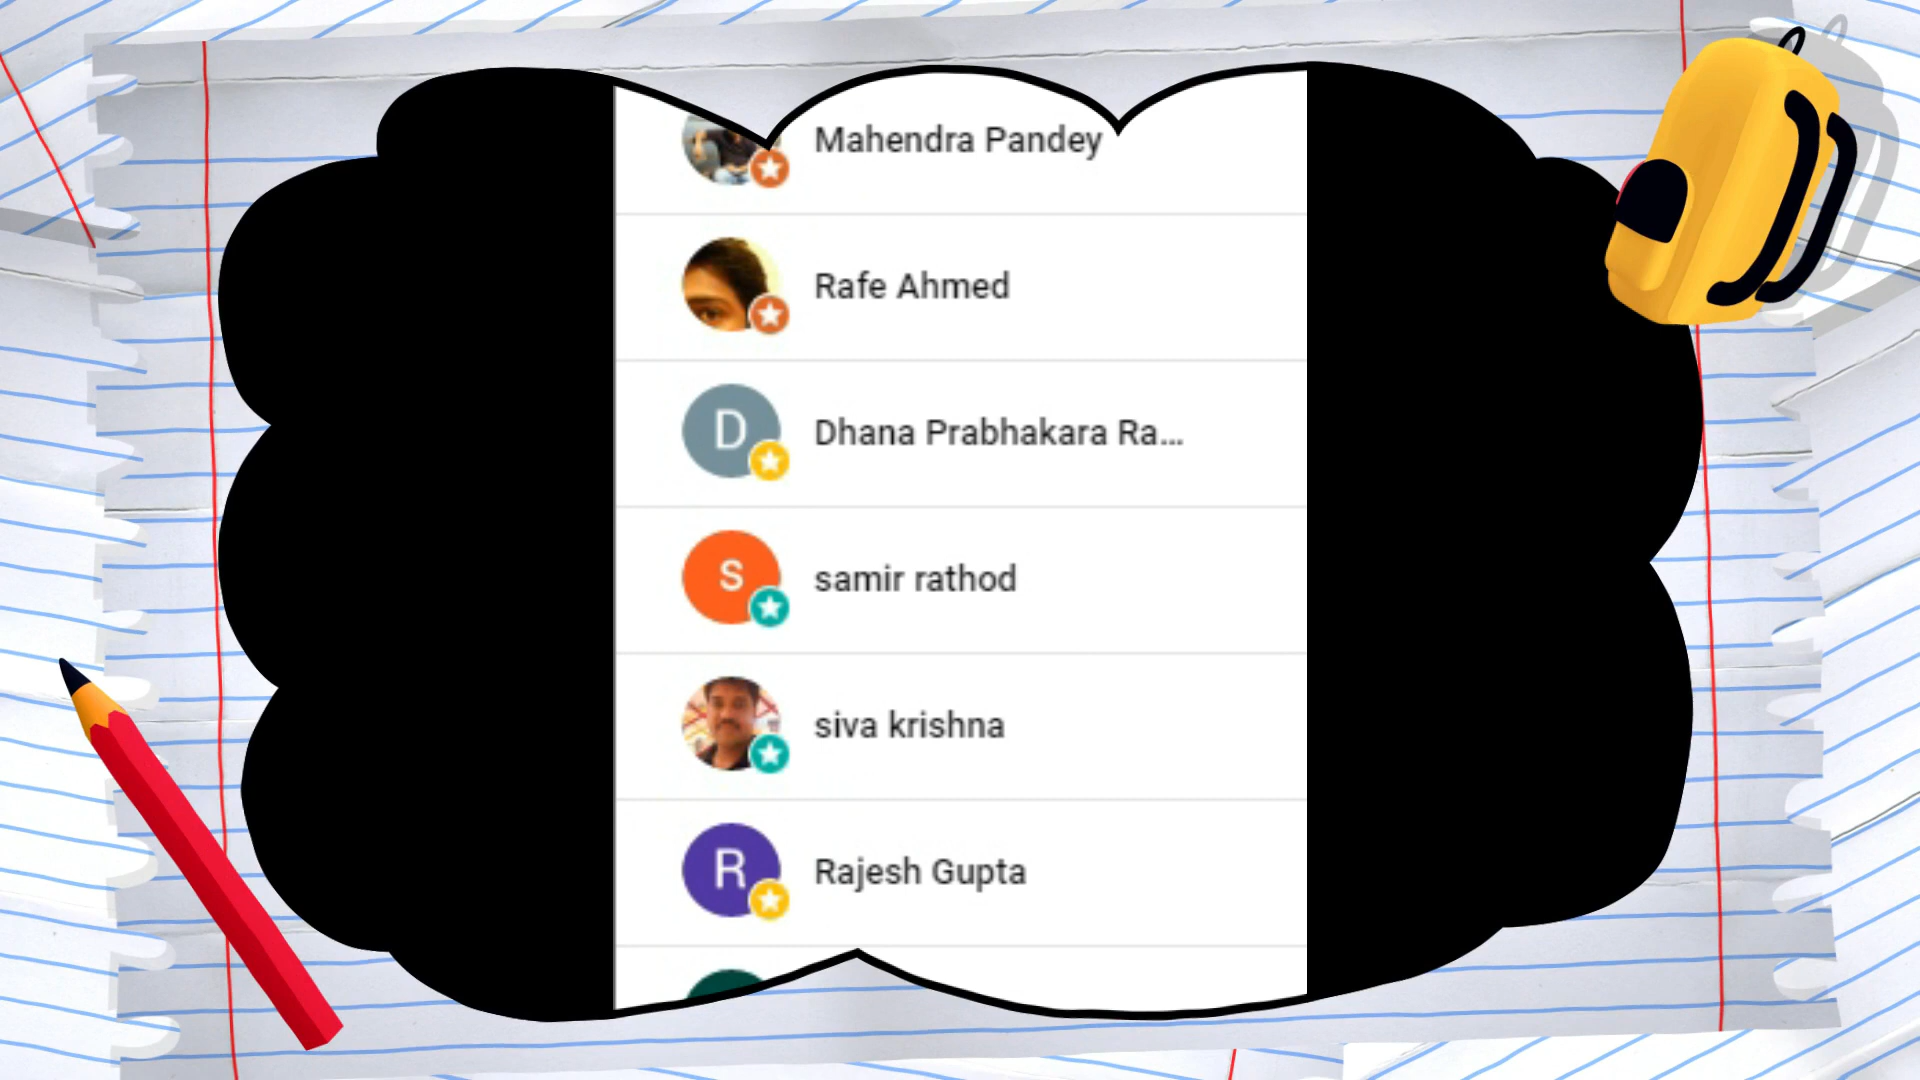 Mahendra Pandey
Rafe Ahmed
D
Dhana Prabhakara Ra...
S
samir rathod
siva krishna
R
Rajesh Gupta